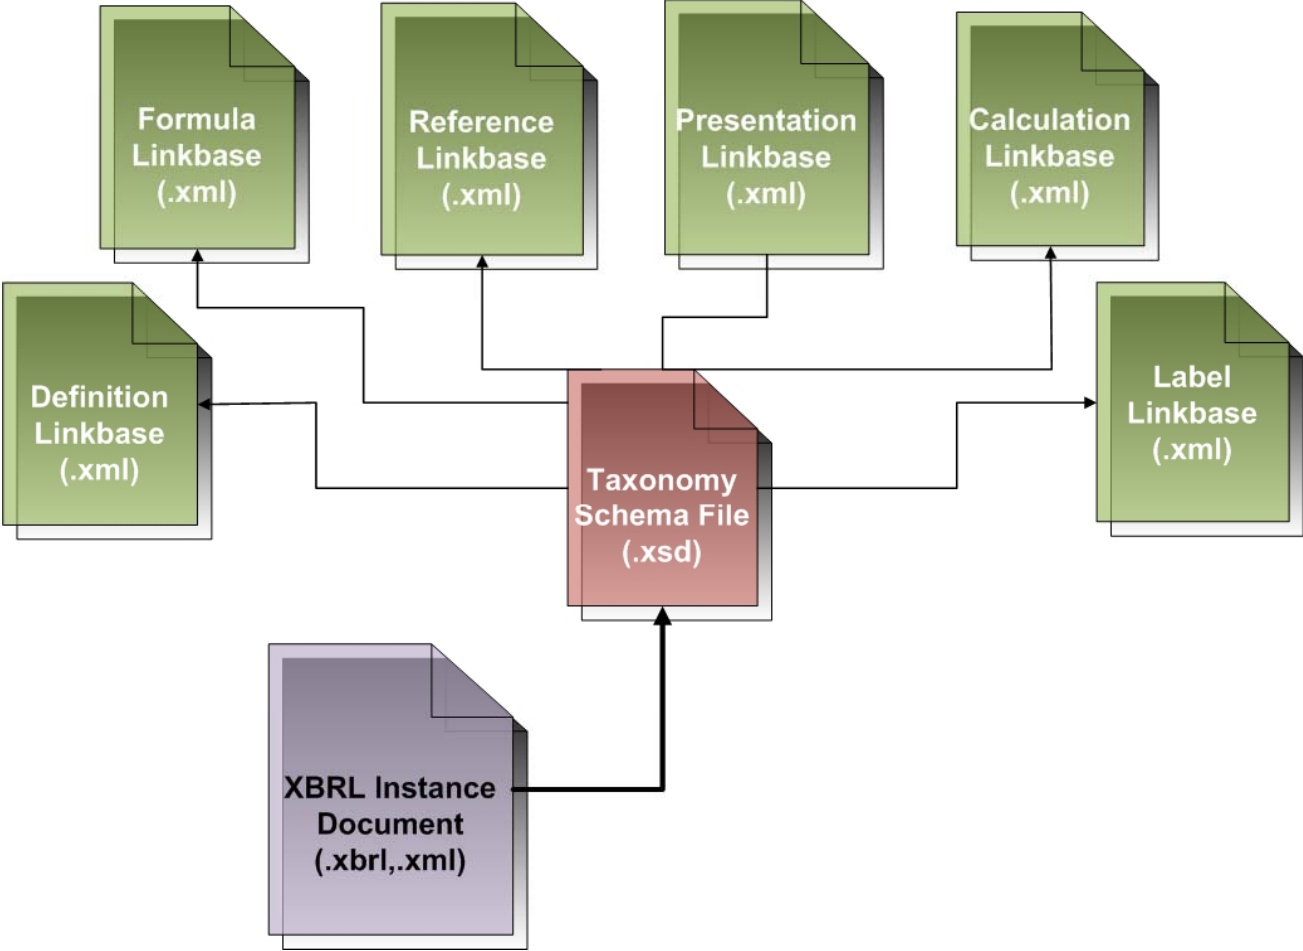 Formula
Linkbase
(.xml)
Reference
Linkbase
(.xml)
Presentation
Linkbase
(.xml)
Calculation
Linkbase
(.xml)
Definition
Linkbase
(.xml)
Label
Linkbase
(.xml)
Taxonomy
Schema File
(.xsd)
XBRL Instance
Document
(.xbrl,.xml)